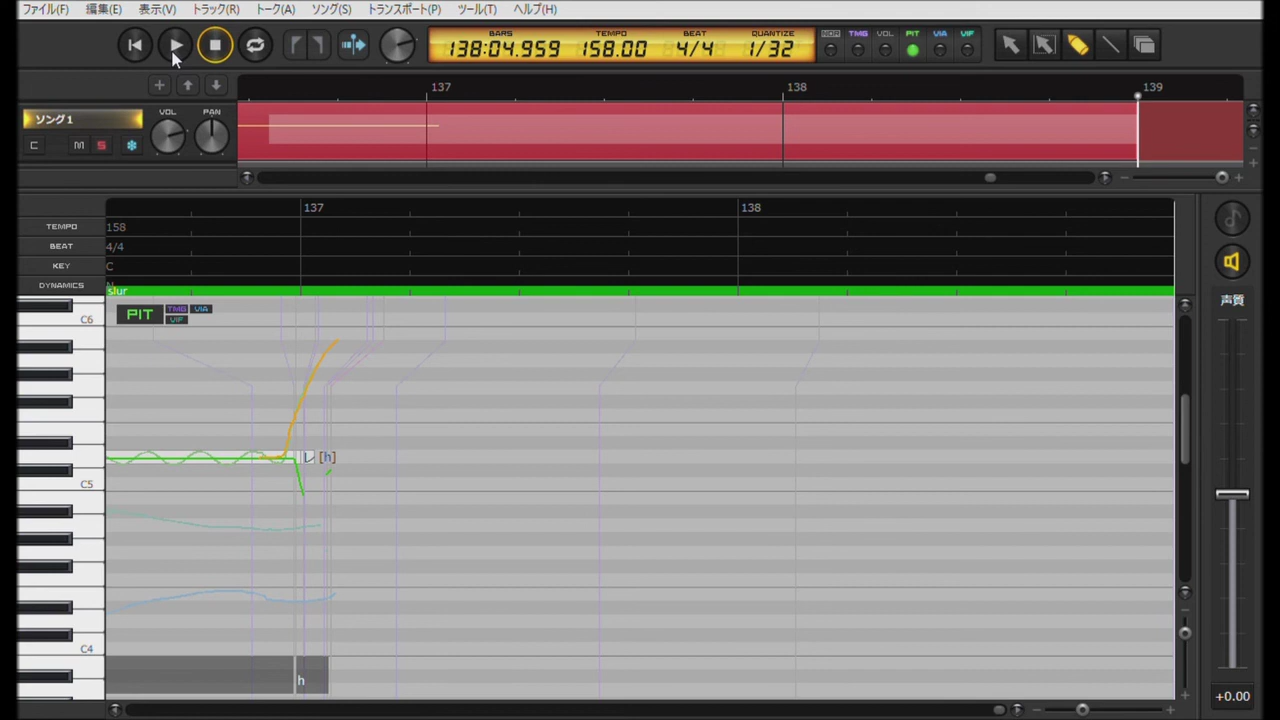 ファイル(F) 編集(E) 表示(V) トラック(R) トーク(A) ソング(S) トランスポート(P) ツール(T) ヘルプ(H)
BARS TEMPO BEAT QUANTIZE
138:04.959 158.00 4/4 1/32
NOR TMG VOL PIT VIA VIF
137 138 139
ソング1
VOL PAN
C M S
137 138
TEMPO 158
BEAT 4/4
KEY C
DYNAMICS N
slur
PIT TMG VIA
VIF
C6
声質
レ [h]
C5
C4
h
+0.00